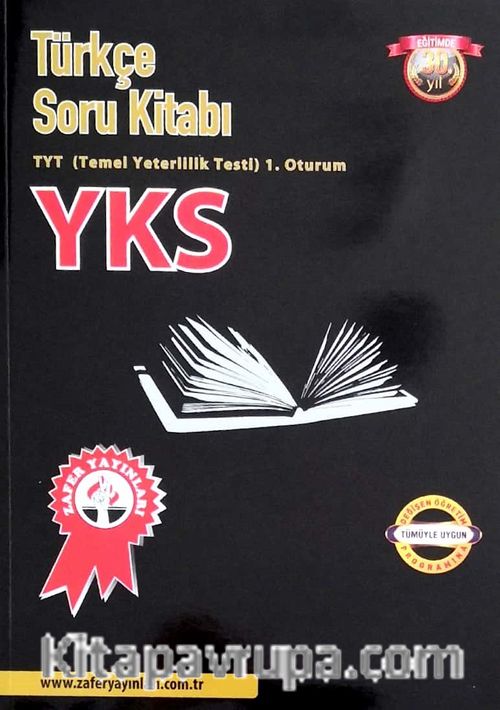 Türkçe
Soru Kitabı
EĞİTİMDE
30.
yıl
TYT (Temel Yeterlilik Testi) 1. Oturum
YKS
ZAFER YAYINLARI
DEĞİŞEN ÖĞRETİM
TÜMÜYLE UYGUN
PROGRAMINA
Kitapavrupa.com
www.zaferyayinlari.com.tr